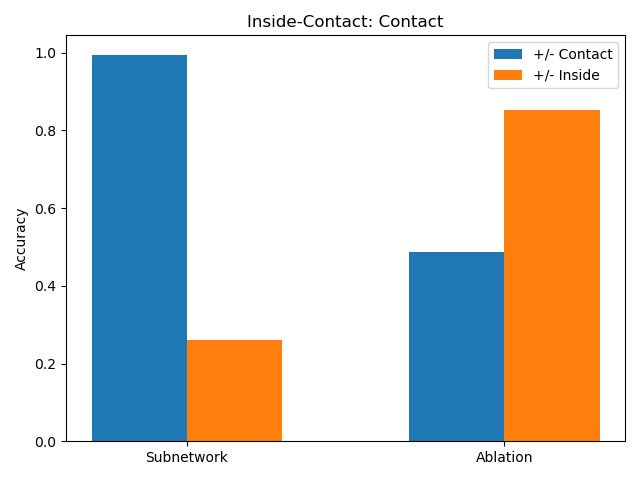 Inside-Contact: Contact
+/- Contact
+/- Inside
Accuracy
1.0
0.8
0.6
0.4
0.2
0.0
Subnetwork
Ablation